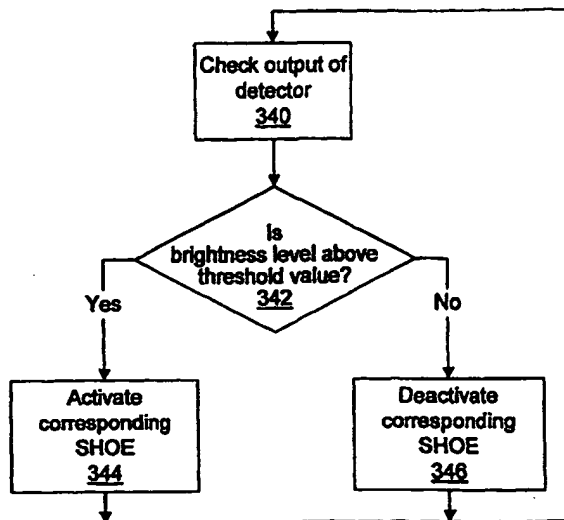 Check output of
detector
340
Is
brightness level above
threshold value?
342
Yes
No
Activate
corresponding
SHOE
344
Deactivate
corresponding
SHOE
346